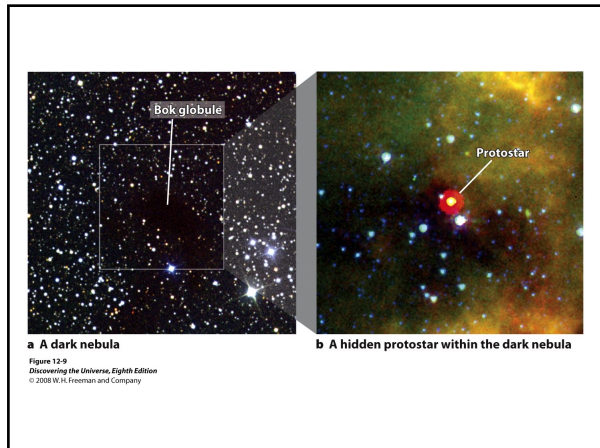 Bok globule
Protostar
a A dark nebula
b A hidden protostar within the dark nebula
Figure 12-9
Discovering the Universe, Eighth Edition
© 2008 W. H. Freeman and Company